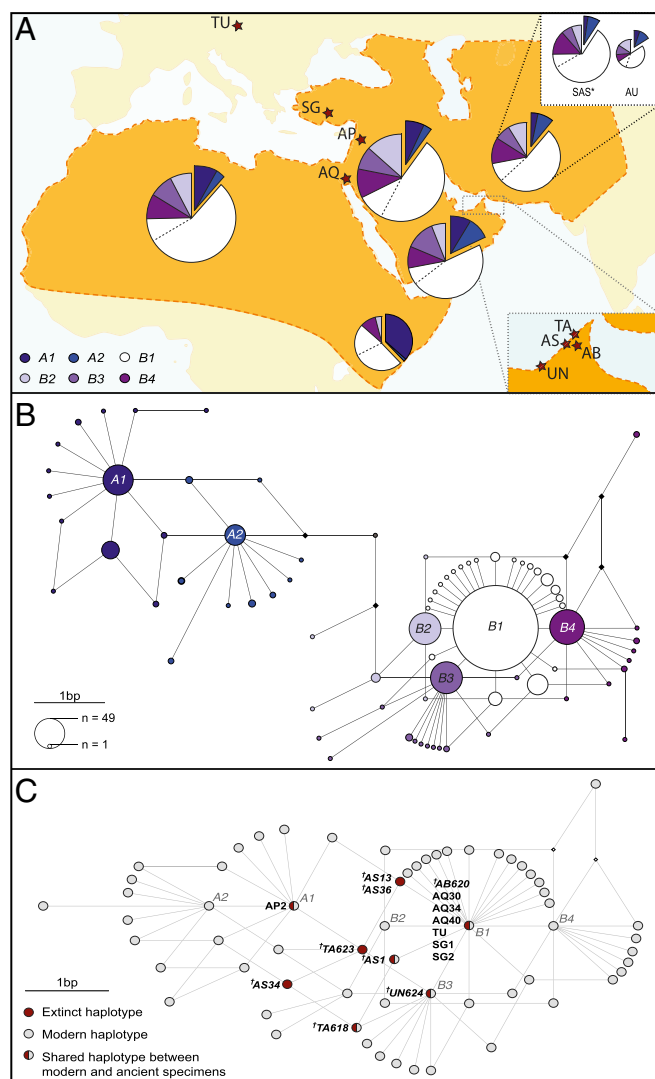 A
TU
SG
AP
AQ
SAS* AU
TA
AS
AB
UN
A1 A2 B1
B2 B3 B4
B
A1
A2
B2
B1
B4
B3
1bp
n = 49
n = 1
C
†AS13
†AS36
†AB620
AQ30
AQ34
AQ40
TU
SG1
SG2
A2
AP2
A1
B2
B1
B4
†TA623
†AS1
†AS34
†UN624
B3
†TA618
1bp
Extinct haplotype
Modern haplotype
Shared haplotype between
modern and ancient specimens